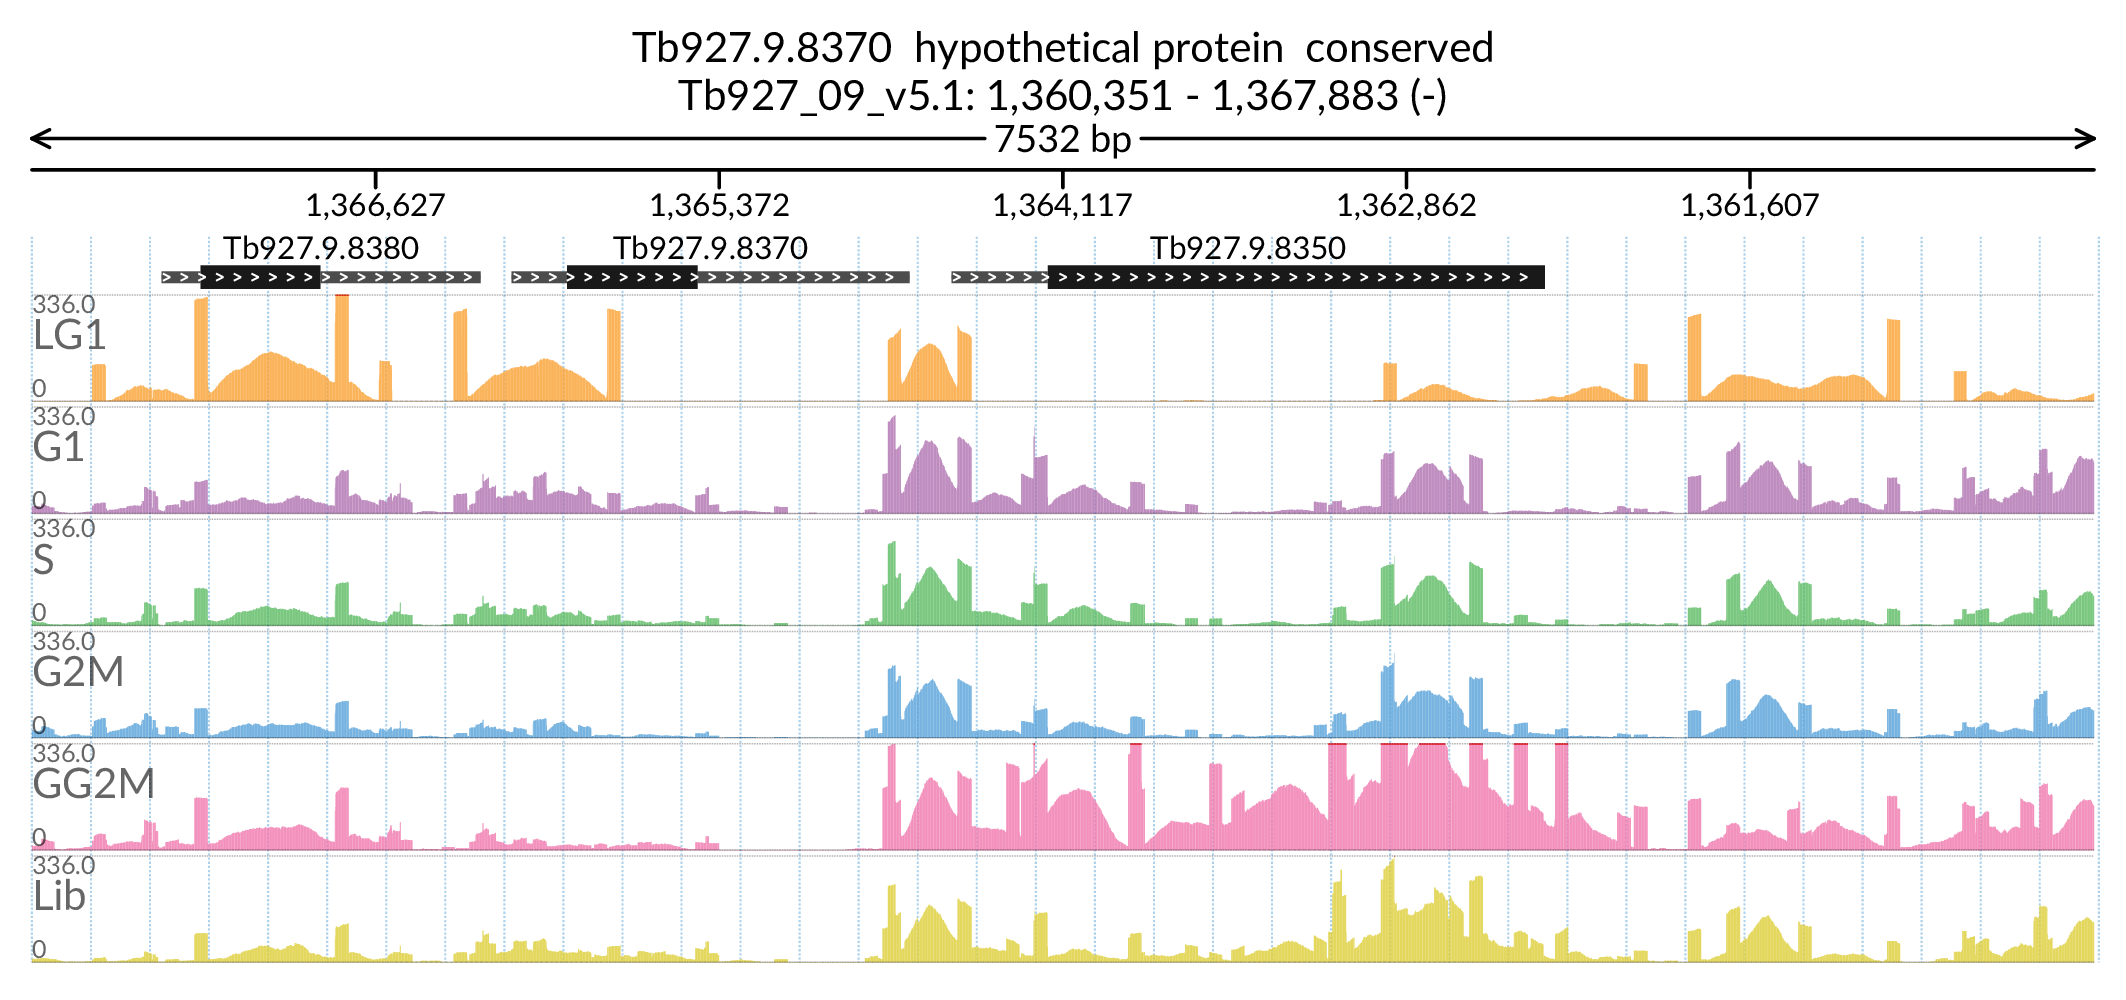 Tb927.9.8370 hypothetical protein conserved
Tb927_09_v5.1: 1,360,351 - 1,367,883 (-)
7532 bp
1,366,627 1,365,372 1,364,117 1,362,862 1,361,607
Tb927.9.8380 Tb927.9.8370 Tb927.9.8350
336.0
LG1
0
336.0
G1
0
336.0
S
0
336.0
G2M
0
336.0
GG2M
0
336.0
Lib
0